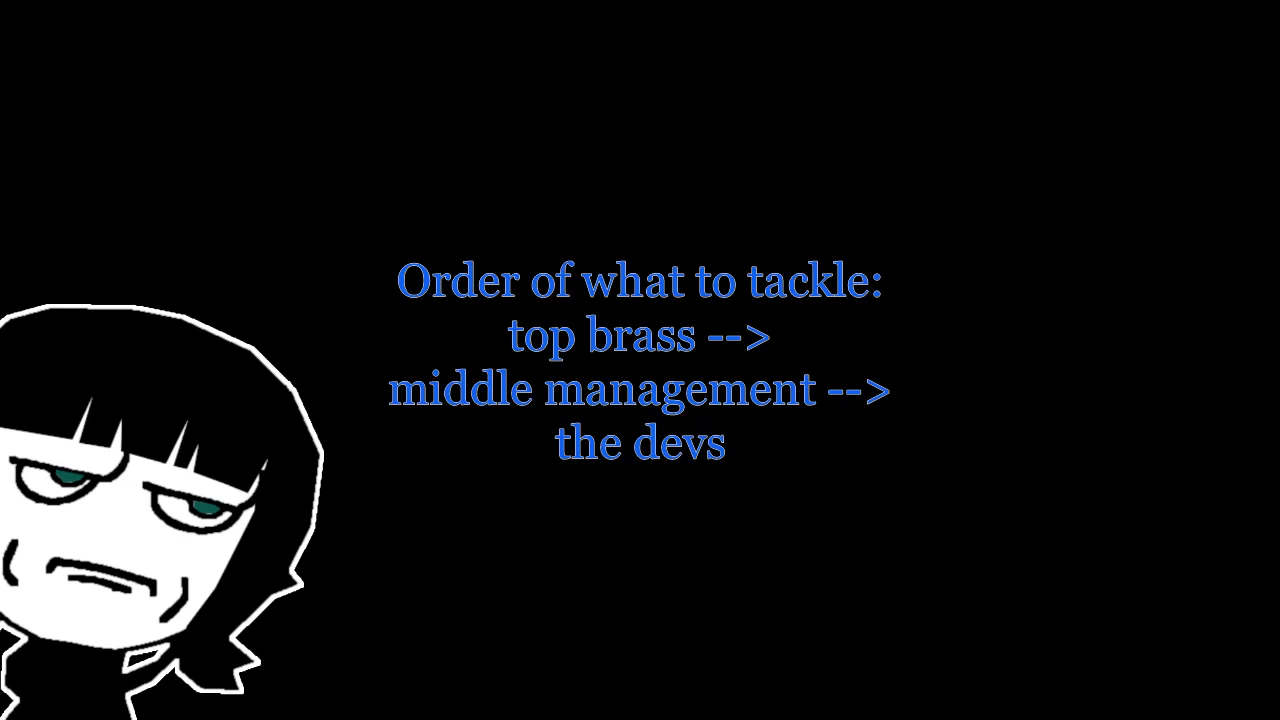 Order of what to tackle:
top brass -->
middle management -->
the devs